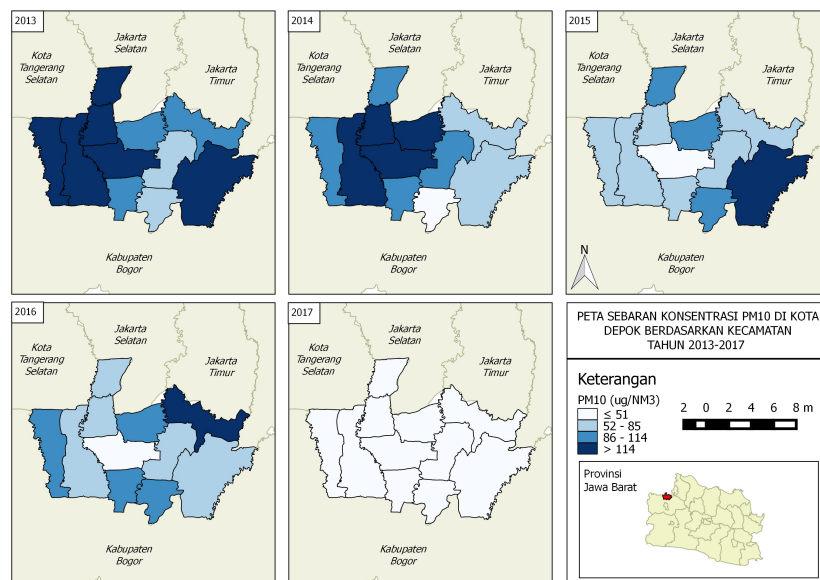 2013
Jakarta
Selatan
Kota
Tangerang
Selatan
Jakarta
Timur
Kabupaten
Bogor
2014
Jakarta
Selatan
Kota
Tangerang
Selatan
Jakarta
Timur
Kabupaten
Bogor
2015
Jakarta
Selatan
Kota
Tangerang
Selatan
Jakarta
Timur
Kabupaten
Bogor
N
2016
Jakarta
Selatan
Kota
Tangerang
Selatan
Jakarta
Timur
Kabupaten
Bogor
2017
Jakarta
Selatan
Kota
Tangerang
Selatan
Jakarta
Timur
Kabupaten
Bogor
PETA SEBARAN KONSENTRASI PM10 DI KOTA
DEPOK BERDASARKAN KECAMATAN
TAHUN 2013-2017
Keterangan
PM10 (ug/NM3)
≤ 51
52 - 85
86 - 114
> 114
2 0 2 4 6 8 m
Provinsi
Jawa Barat